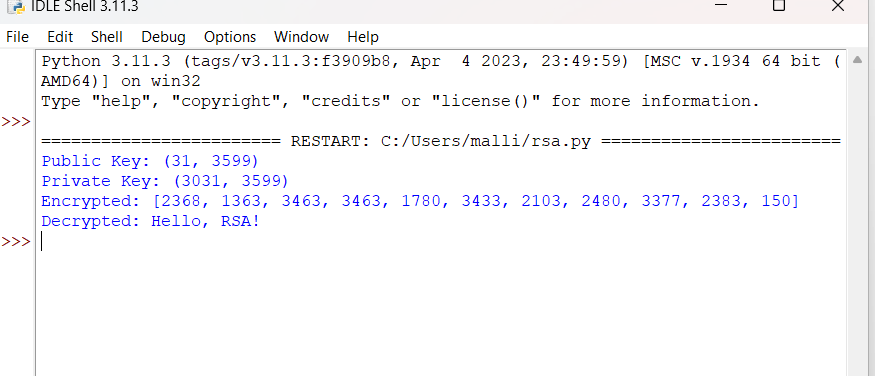 IDLE Shell 3.11.3
File Edit Shell Debug Options Window Help
Python 3.11.3 (tags/v3.11.3:f3909b8, Apr  4 2023, 23:49:59) [MSC v.1934 64 bit (
AMD64)] on win32
Type "help", "copyright", "credits" or "license()" for more information.
>>>
======================== RESTART: C:/Users/malli/rsa.py ========================
Public Key: (31, 3599)
Private Key: (3031, 3599)
Encrypted: [2368, 1363, 3463, 3463, 1780, 3433, 2103, 2480, 3377, 2383, 150]
Decrypted: Hello, RSA!
>>>